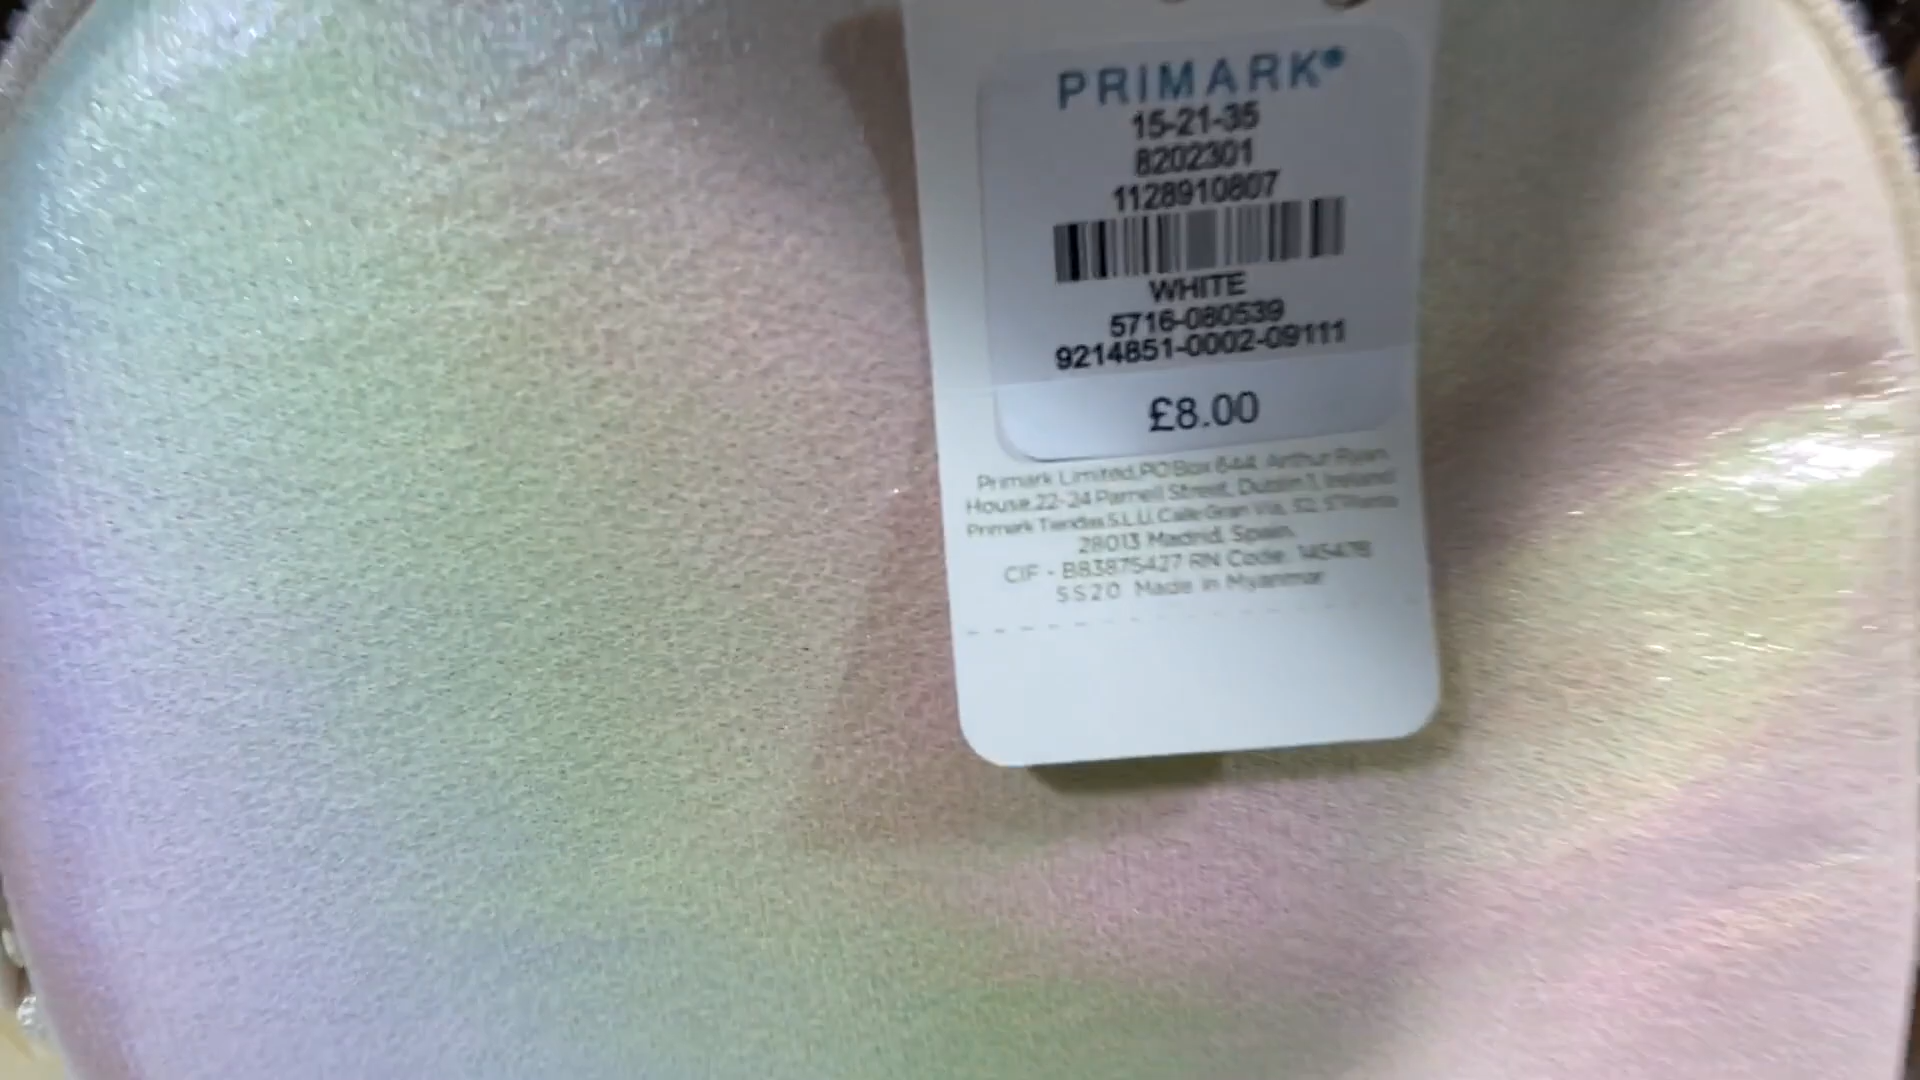 PRIMARK®
15-21-35
8202301
1128910807
WHITE
5716-080539
9214851-0002-09111
£8.00
Primark Limited, PO Box 644, Arthur Ryan
House, 22-24 Parnell Street, Dublin 1, Ireland
Primark Tiendas S.L.U. Calle Gran Via, 32, 5ª Planta
28013 Madrid, Spain.
CIF - B83875427 RN Code: 145478
SS20 Made in Myanmar